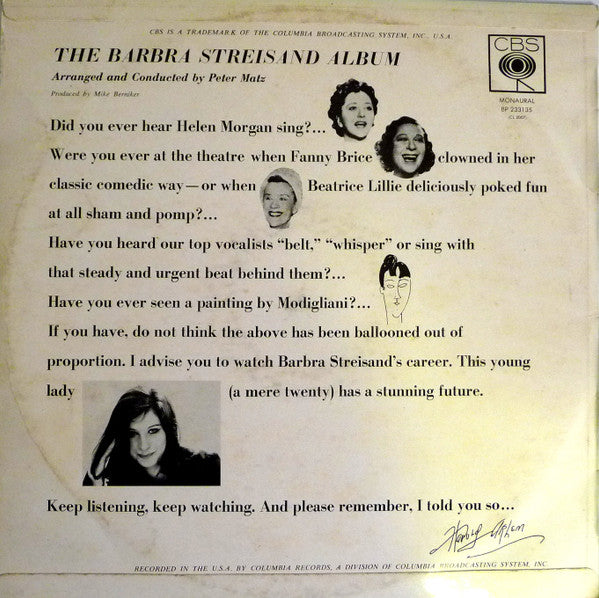 CBS IS A TRADEMARK OF THE COLUMBIA BROADCASTING SYSTEM, INC., U.S.A.
THE BARBRA STREISAND ALBUM
Arranged and Conducted by Peter Matz
Produced by Mike Berniker
CBS
MONAURAL
BP 233135
Did you ever hear Helen Morgan sing?...
Were you ever at the theatre when Fanny Brice clowned in her
classic comedic way—or when Beatrice Lillie deliciously poked fun
at all sham and pomp?...
Have you heard our top vocalists “belt,” “whisper” or sing with
that steady and urgent beat behind them?...
Have you ever seen a painting by Modigliani?...
If you have, do not think the above has been ballooned out of
proportion. I advise you to watch Barbra Streisand’s career. This young
lady (a mere twenty) has a stunning future.
Keep listening, keep watching. And please remember, I told you so...
Harold Arlen
RECORDED IN THE U.S.A. BY COLUMBIA RECORDS, A DIVISION OF COLUMBIA BROADCASTING SYSTEM, INC.